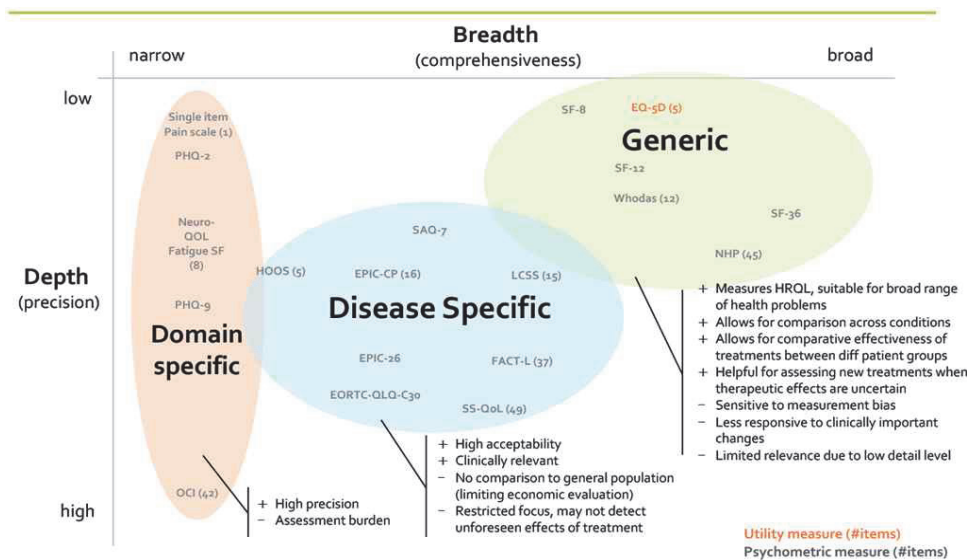 Breadth
(comprehensiveness)
narrow
broad
low
high
Depth
(precision)
Single item
Pain scale (1)
PHQ-2
Neuro-
QOL
Fatigue SF
(8)
PHQ-9
Domain
specific
OCI (42)
+ High precision
− Assessment burden
HOOS (5)
SAQ-7
EPIC-CP (16)
LCSS (15)
Disease Specific
EPIC-26
FACT-L (37)
EORTC-QLQ-C30
SS-QoL (49)
+ High acceptability
+ Clinically relevant
− No comparison to general population
(limiting economic evaluation)
− Restricted focus, may not detect
unforeseen effects of treatment
SF-8
EQ-5D (5)
Generic
SF-12
Whodas (12)
SF-36
NHP (45)
+ Measures HRQL, suitable for broad range
of health problems
+ Allows for comparison across conditions
+ Allows for comparative effectiveness of
treatments between diff patient groups
+ Helpful for assessing new treatments when
therapeutic effects are uncertain
− Sensitive to measurement bias
− Less responsive to clinically important
changes
− Limited relevance due to low detail level
Utility measure (#items)
Psychometric measure (#items)